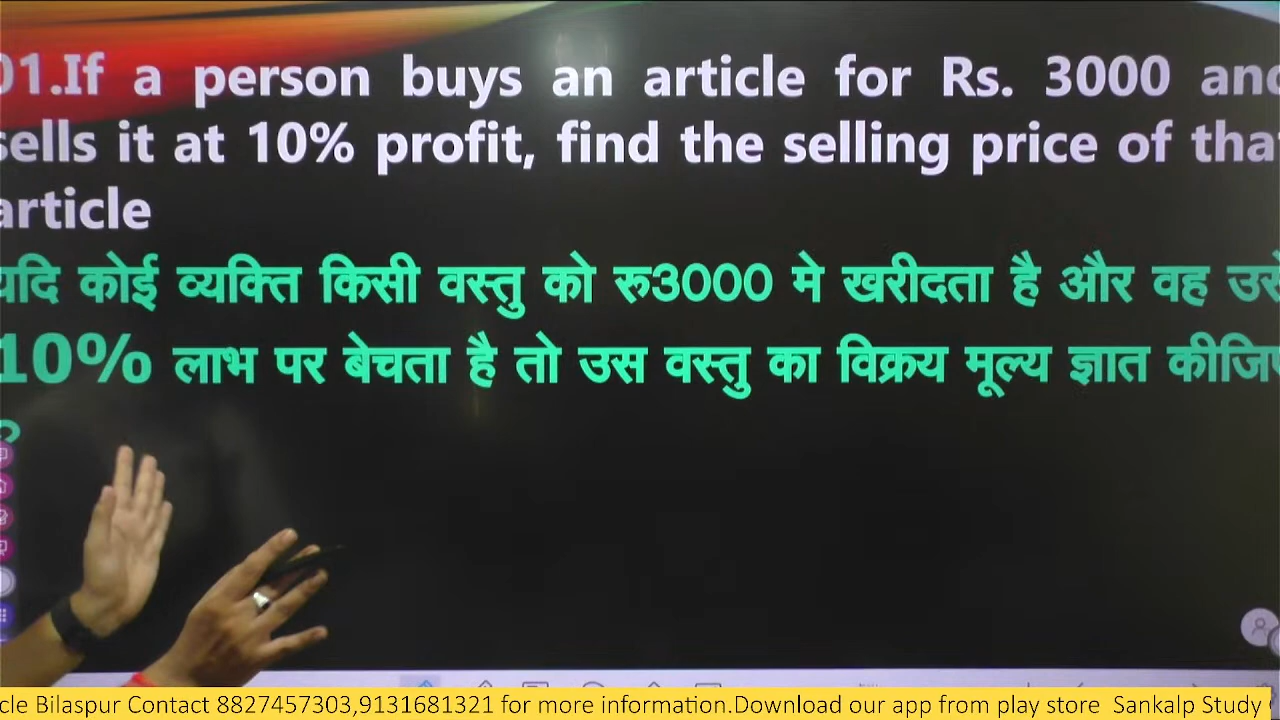 01.If a person buys an article for Rs. 3000 and
sells it at 10% profit, find the selling price of tha
article
यदि कोई व्यक्ति किसी वस्तु को रू3000 मे खरीदता है और वह उसे
10% लाभ पर बेचता है तो उस वस्तु का विक्रय मूल्य ज्ञात कीजि
cle Bilaspur Contact 8827457303,9131681321 for more information.Download our app from play store Sankalp Study